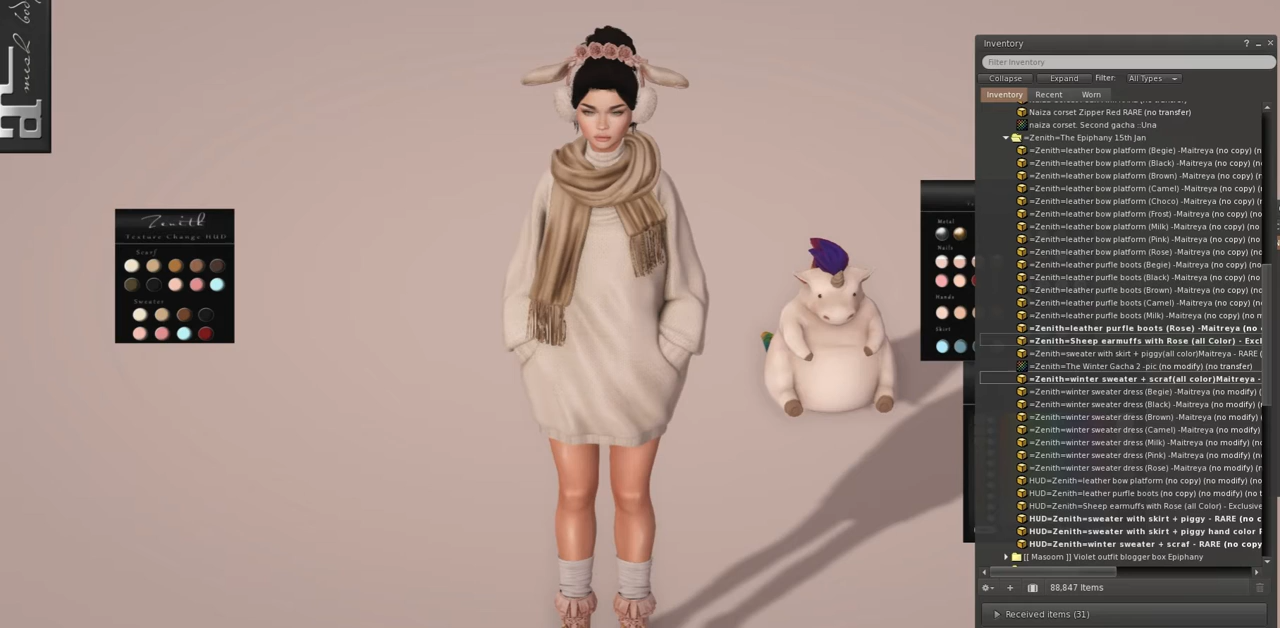 mesh body
Zenith
Texture Change HUD
Scarf
Sweater
Metal
Nails
Hands
Skirt
Inventory
Filter Inventory
Collapse Expand Filter: All Types
Inventory Recent Worn
naiza corset Zipper Red RARE (no transfer)
naiza corset. Second gacha ::Una
=Zenith=The Epiphany 15th Jan
=Zenith=leather bow platform (Begie) -Maitreya (no copy) (n
=Zenith=leather bow platform (Black) -Maitreya (no copy) (n
=Zenith=leather bow platform (Brown) -Maitreya (no copy) (
=Zenith=leather bow platform (Camel) -Maitreya (no copy) (
=Zenith=leather bow platform (Choco) -Maitreya (no copy) (
=Zenith=leather bow platform (Frost) -Maitreya (no copy) (n
=Zenith=leather bow platform (Milk) -Maitreya (no copy) (no
=Zenith=leather bow platform (Pink) -Maitreya (no copy) (no
=Zenith=leather bow platform (Rose) -Maitreya (no copy) (n
=Zenith=leather purfle boots (Begie) -Maitreya (no copy) (no
=Zenith=leather purfle boots (Black) -Maitreya (no copy) (no
=Zenith=leather purfle boots (Brown) -Maitreya (no copy) (n
=Zenith=leather purfle boots (Camel) -Maitreya (no copy) (n
=Zenith=leather purfle boots (Milk) -Maitreya (no copy) (no m
=Zenith=leather purfle boots (Rose) -Maitreya (no
=Zenith=Sheep earmuffs with Rose (all Color) - Excl
=Zenith=sweater with skirt + piggy(all color)Maitreya - RARE (
=Zenith=The Winter Gacha 2 -pic (no modify) (no transfer)
=Zenith=winter sweater + scraf(all color)Maitreya -
=Zenith=winter sweater dress (Begie) -Maitreya (no modify) (
=Zenith=winter sweater dress (Black) -Maitreya (no modify) (
=Zenith=winter sweater dress (Brown) -Maitreya (no modify)
=Zenith=winter sweater dress (Camel) -Maitreya (no modify)
=Zenith=winter sweater dress (Milk) -Maitreya (no modify) (n
=Zenith=winter sweater dress (Pink) -Maitreya (no modify) (n
=Zenith=winter sweater dress (Rose) -Maitreya (no modify) (
HUD=Zenith=leather bow platform (no copy) (no modify) (no
HUD=Zenith=leather purfle boots (no copy) (no modify) (no t
HUD=Zenith=Sheep earmuffs with Rose (all Color) - Exclusive
HUD=Zenith=sweater with skirt + piggy - RARE (no c
HUD=Zenith=sweater with skirt + piggy hand color R
HUD=Zenith=winter sweater + scraf - RARE (no copy
[[ Masoom ]] Violet outfit blogger box Epiphany
88,847 Items
Received items (31)